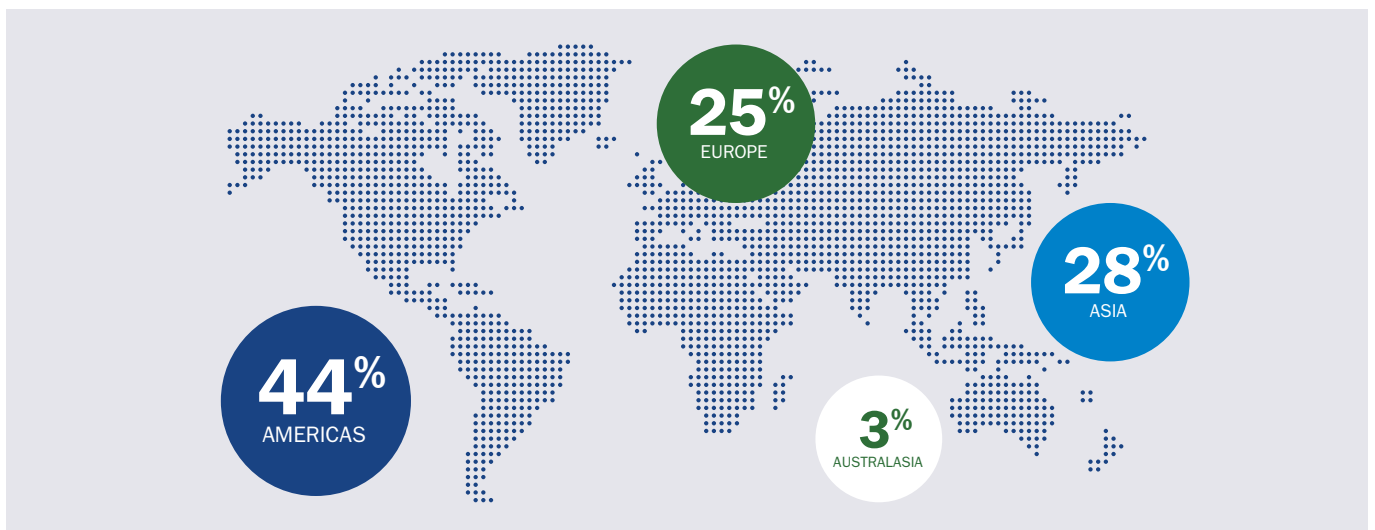 25%
EUROPE
28%
ASIA
44%
AMERICAS
3%
AUSTRALASIA